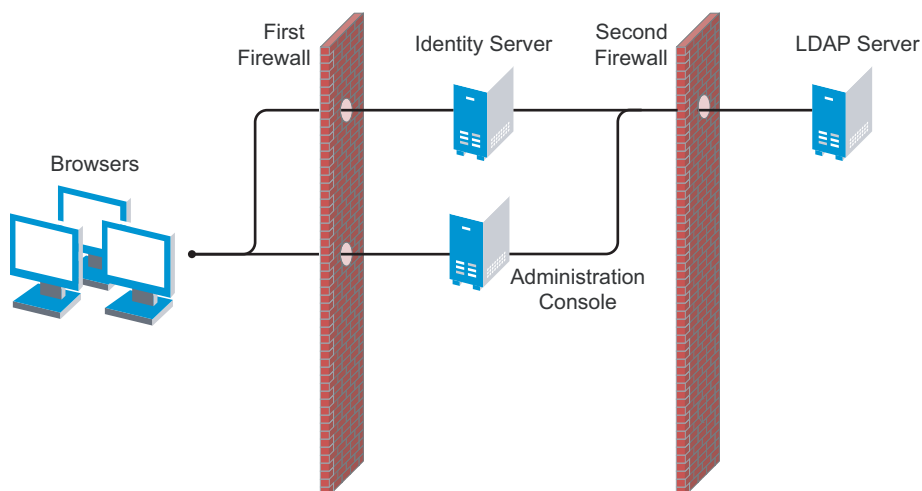 First
Firewall
Identity Server
Second
Firewall
LDAP Server
Browsers
Administration
Console